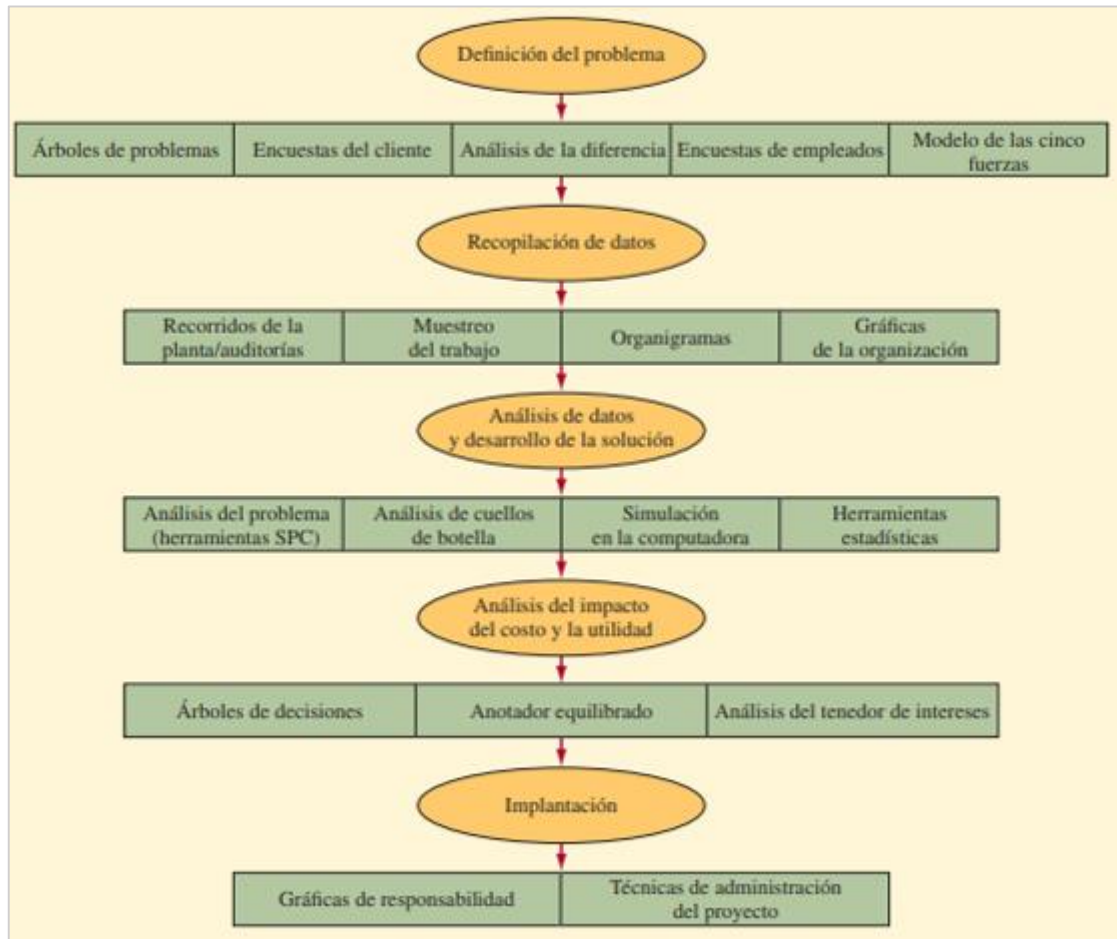 Definición del problema
Árboles de problemas
Encuestas del cliente
Análisis de la diferencia
Encuestas de empleados
Modelo de las cinco
fuerzas
Recopilación de datos
Recorridos de la
planta/auditorías
Muestreo
del trabajo
Organigramas
Gráficas
de la organización
Análisis de datos
y desarrollo de la solución
Análisis del problema
(herramientas SPC)
Análisis de cuellos
de botella
Simulación
en la computadora
Herramientas
estadísticas
Análisis del impacto
del costo y la utilidad
Árboles de decisiones
Anotador equilibrado
Análisis del tenedor de intereses
Implantación
Gráficas de responsabilidad
Técnicas de administración
del proyecto